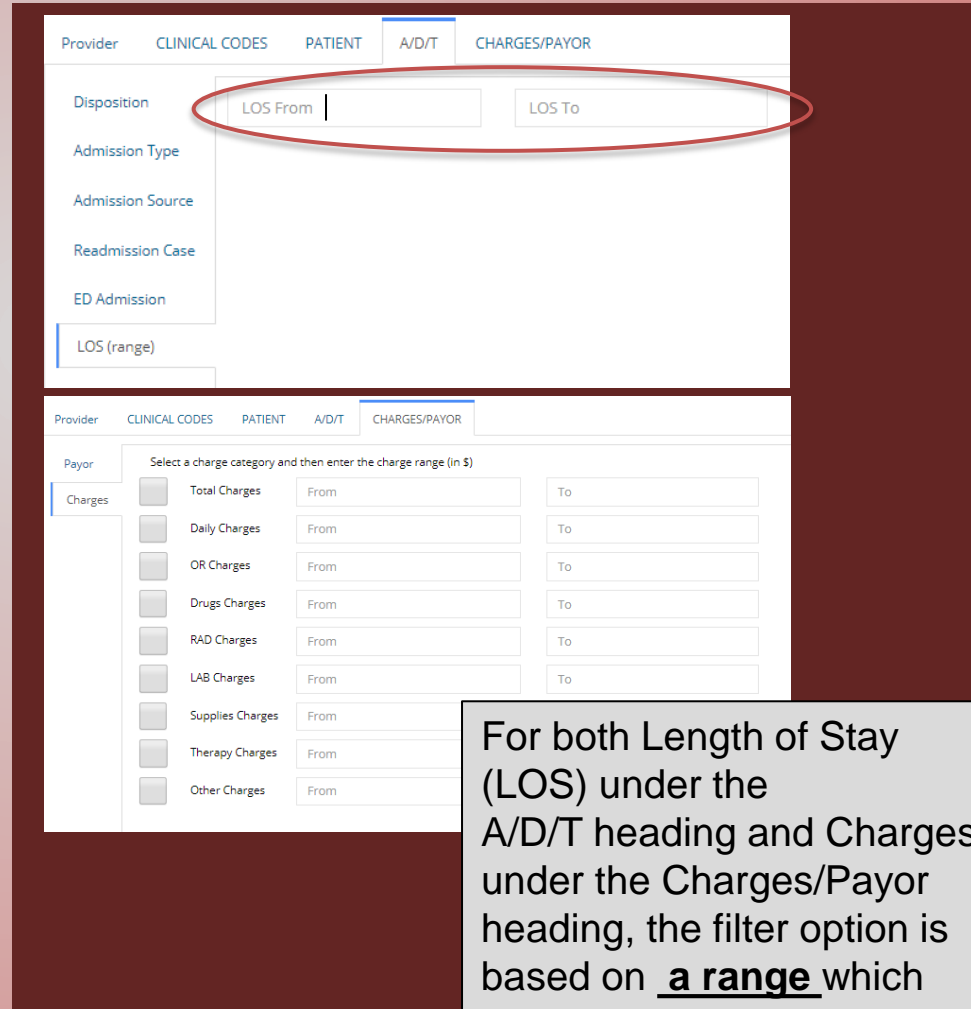 Provider CLINICAL CODES PATIENT A/D/T CHARGES/PAYOR
Disposition LOS From LOS To
Admission Type
Admission Source
Readmission Case
ED Admission
LOS (range)
Provider CLINICAL CODES PATIENT A/D/T CHARGES/PAYOR
Payor Select a charge category and then enter the charge range (in $)
Charges Total Charges From To
Daily Charges From To
OR Charges From To
Drugs Charges From To
RAD Charges From To
LAB Charges From To
Supplies Charges From
Therapy Charges From
Other Charges From
For both Length of Stay
(LOS) under the
A/D/T heading and Charges
under the Charges/Payor
heading, the filter option is
based on a range which